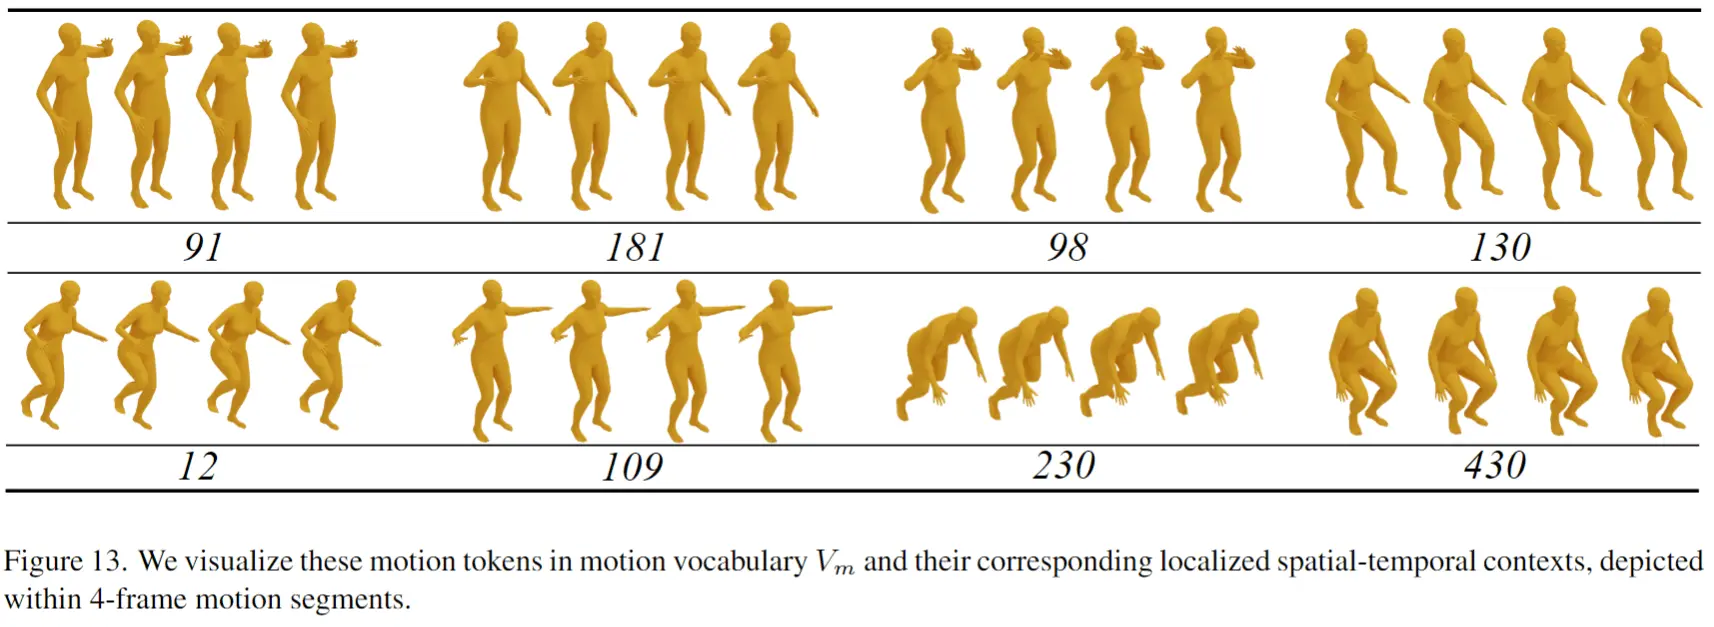 91 181 98 130
12 109 230 430
Figure 13. We visualize these motion tokens in motion vocabulary Vm and their corresponding localized spatial-temporal contexts, depicted
within 4-frame motion segments.